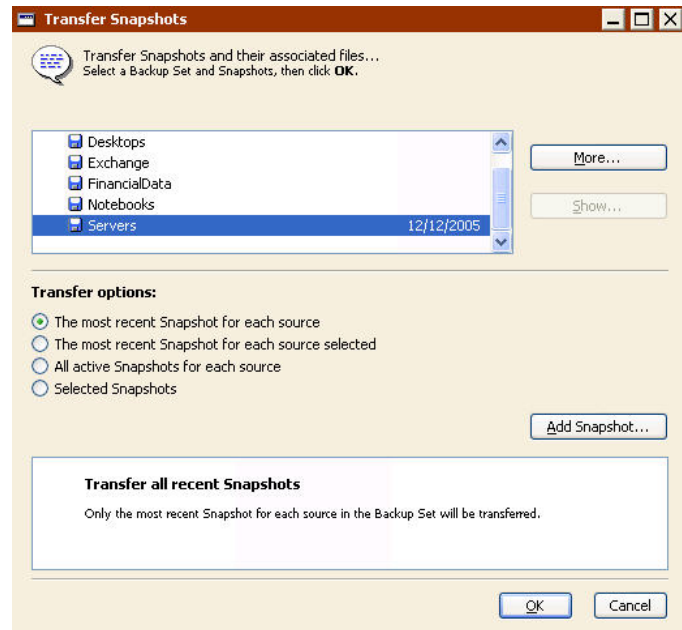 Transfer Snapshots
Transfer Snapshots and their associated files...
Select a Backup Set and Snapshots, then click OK.
Desktops
Exchange
FinancialData
Notebooks
Servers 12/12/2005
More...
Show...
Transfer options:
The most recent Snapshot for each source
The most recent Snapshot for each source selected
All active Snapshots for each source
Selected Snapshots
Add Snapshot...
Transfer all recent Snapshots
Only the most recent Snapshot for each source in the Backup Set will be transferred.
OK Cancel